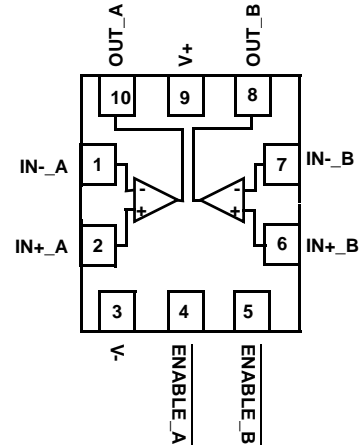 OUT_A
V+
OUT_B
10
9
8
IN-_A
1
-
-
7
IN-_B
+
+
IN+_A
2
6
IN+_B
3
4
5
V-
ENABLE_A
ENABLE_B